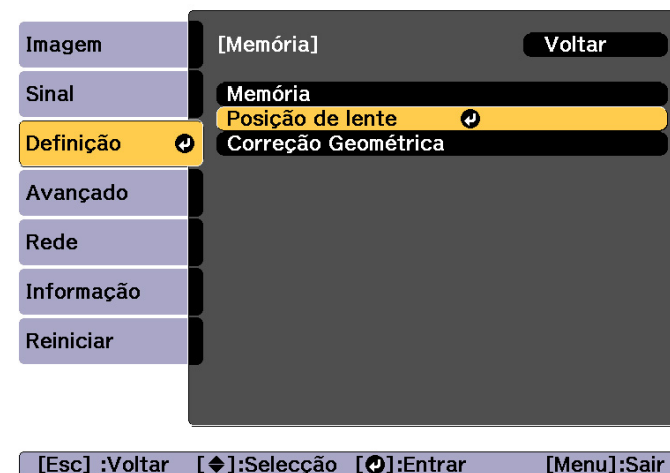 Imagem
Sinal
Definição
Avançado
Rede
Informação
Reiniciar
[Memória] Voltar
Memória
Posição de lente
Correção Geométrica
[Esc] :Voltar [◆]:Selecção [↵]:Entrar [Menu]:Sair